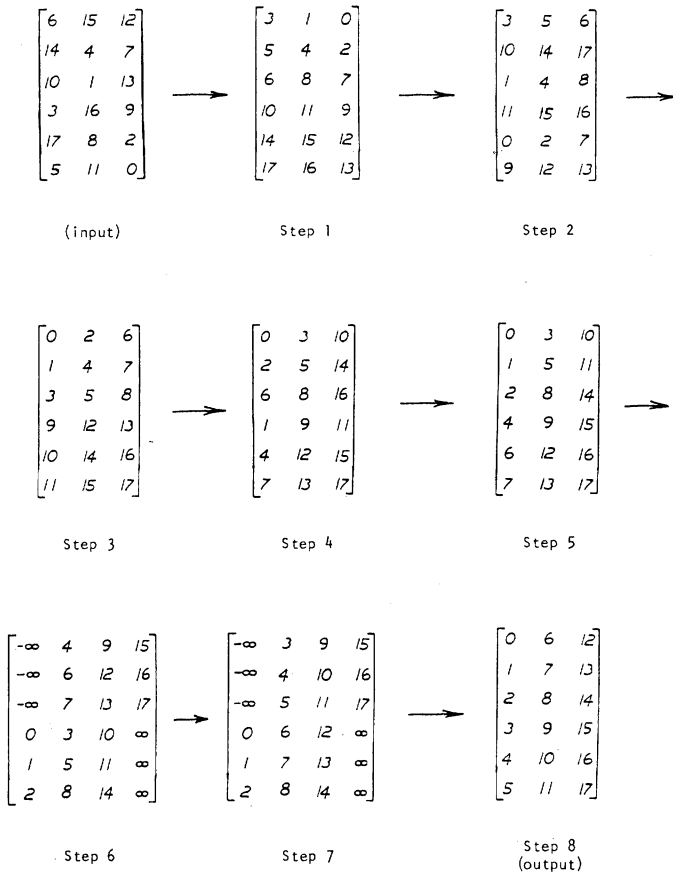 6 15 12
14 4 7
10 1 13
3 16 9
17 8 2
5 11 0
(input)
3 1 0
5 4 2
6 8 7
10 11 9
14 15 12
17 16 13
Step 1
3 5 6
10 14 17
1 4 8
11 15 16
0 2 7
9 12 13
Step 2
0 2 6
1 4 7
3 5 8
9 12 13
10 14 16
11 15 17
Step 3
0 3 10
2 5 14
6 8 16
1 9 11
4 12 15
7 13 17
Step 4
0 3 10
1 5 11
2 8 14
4 9 15
6 12 16
7 13 17
Step 5
-∞ 4 9 15
-∞ 6 12 16
-∞ 7 13 17
0 3 10 ∞
1 5 11 ∞
2 8 14 ∞
Step 6
-∞ 3 9 15
-∞ 4 10 16
-∞ 5 11 17
0 6 12 ∞
1 7 13 ∞
2 8 14 ∞
Step 7
0 6 12
1 7 13
2 8 14
3 9 15
4 10 16
5 11 17
Step 8
(output)